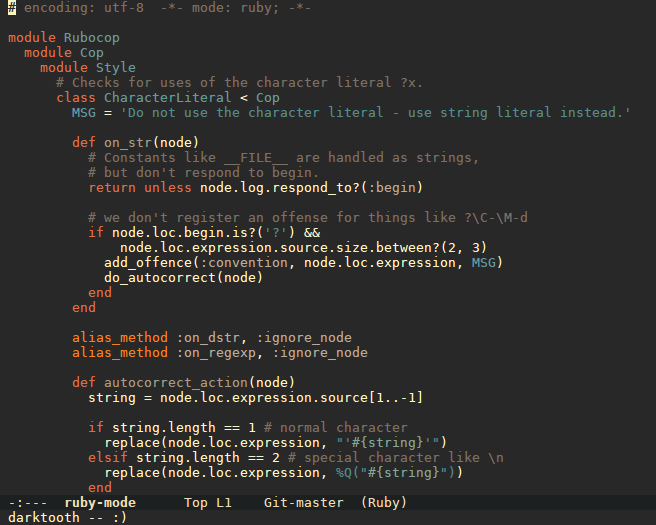 # encoding: utf-8  -*- mode: ruby; -*-

module Rubocop
  module Cop
    module Style
      # Checks for uses of the character literal ?x.
      class CharacterLiteral < Cop
        MSG = 'Do not use the character literal - use string literal instead.'

        def on_str(node)
          # Constants like __FILE__ are handled as strings,
          # but don't respond to begin.
          return unless node.log.respond_to?(:begin)

          # we don't register an offense for things like ?\C-\M-d
          if node.loc.begin.is?('?') &&
              node.loc.expression.source.size.between?(2, 3)
            add_offence(:convention, node.loc.expression, MSG)
            do_autocorrect(node)
          end
        end

        alias_method :on_dstr, :ignore_node
        alias_method :on_regexp, :ignore_node

        def autocorrect_action(node)
          string = node.loc.expression.source[1..-1]

          if string.length == 1 # normal character
            replace(node.loc.expression, "'#{string}'")
          elsif string.length == 2 # special character like \n
            replace(node.loc.expression, %Q("#{string}"))
          end
-:---  ruby-mode      Top L1    Git-master  (Ruby)
darktooth -- :)